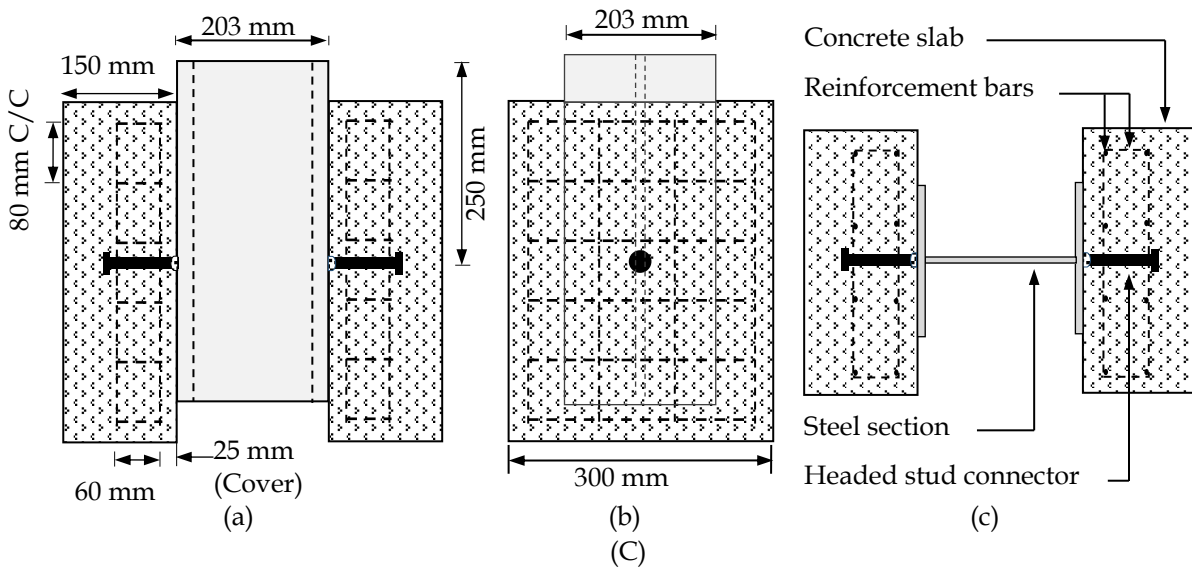 203 mm
150 mm
80 mm C/C
250 mm
25 mm
(Cover)
60 mm
(a)
203 mm
300 mm
(b)
(C)
Concrete slab
Reinforcement bars
Steel section
Headed stud connector
(c)